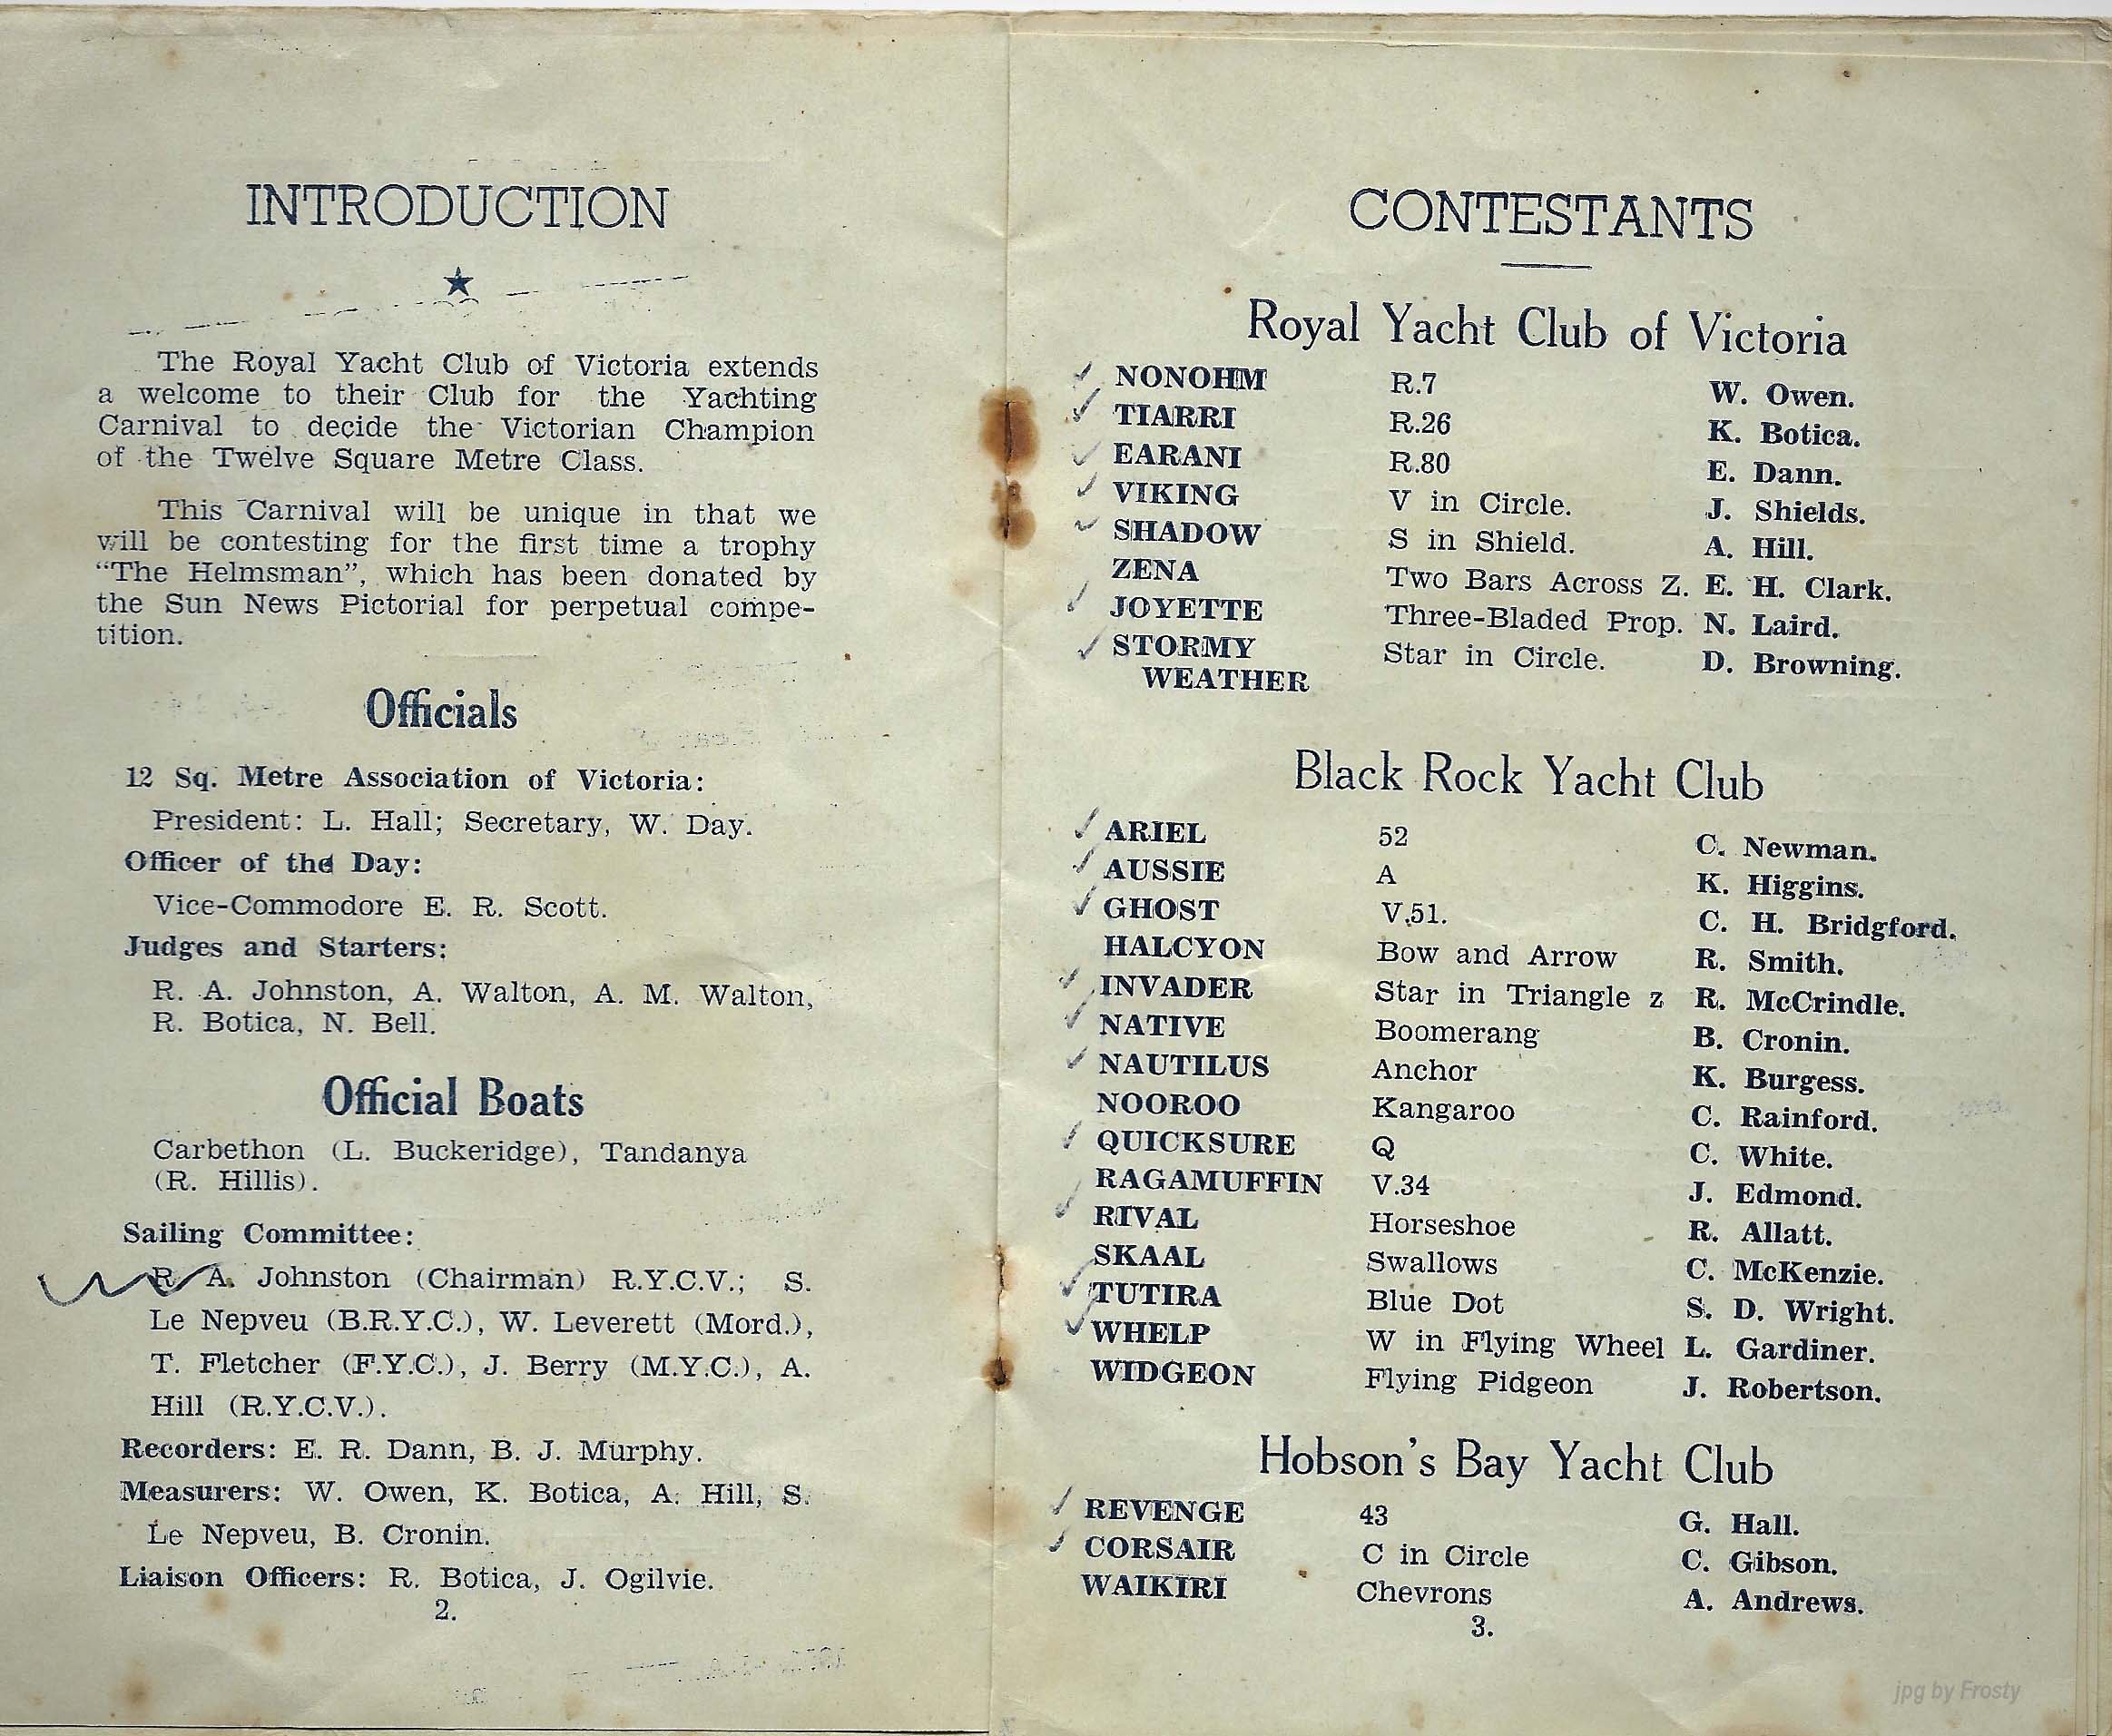 INTRODUCTION
The Royal Yacht Club of Victoria extends
a welcome to their Club for the Yachting
Carnival to decide the Victorian Champion
of the Twelve Square Metre Class.
This Carnival will be unique in that we
will be contesting for the first time a trophy
“The Helmsman”, which has been donated by
the Sun News Pictorial for perpetual compe-
tition.
Officials
12 Sq. Metre Association of Victoria:
President: L. Hall; Secretary, W. Day.
Officer of the Day:
Vice-Commodore E. R. Scott.
Judges and Starters:
R. A. Johnston, A. Walton, A. M. Walton,
R. Botica, N. Bell.
Official Boats
Carbethon (L. Buckeridge), Tandanya
(R. Hillis).
Sailing Committee:
R. A. Johnston (Chairman) R.Y.C.V.; S.
Le Nepveu (B.R.Y.C.), W. Leverett (Mord.),
T. Fletcher (F.Y.C.), J. Berry (M.Y.C.), A.
Hill (R.Y.C.V.).
Recorders: E. R. Dann, B. J. Murphy.
Measurers: W. Owen, K. Botica, A. Hill, S.
Le Nepveu, B. Cronin.
Liaison Officers: R. Botica, J. Ogilvie.
2.
CONTESTANTS
Royal Yacht Club of Victoria
NONOHM R.7 W. Owen.
TIARRI R.26 K. Botica.
EARANI R.80 E. Dann.
VIKING V in Circle. J. Shields.
SHADOW S in Shield. A. Hill.
ZENA Two Bars Across Z. E. H. Clark.
JOYETTE Three-Bladed Prop. N. Laird.
STORMY Star in Circle. D. Browning.
WEATHER
Black Rock Yacht Club
ARIEL 52 C. Newman.
AUSSIE A K. Higgins.
GHOST V.51. C. H. Bridgford.
HALCYON Bow and Arrow R. Smith.
INVADER Star in Triangle z R. McCrindle.
NATIVE Boomerang B. Cronin.
NAUTILUS Anchor K. Burgess.
NOOROO Kangaroo C. Rainford.
QUICKSURE Q C. White.
RAGAMUFFIN V.34 J. Edmond.
RIVAL Horseshoe R. Allatt.
SKAAL Swallows C. McKenzie.
TUTIRA Blue Dot S. D. Wright.
WHELP W in Flying Wheel L. Gardiner.
WIDGEON Flying Pidgeon J. Robertson.
Hobson's Bay Yacht Club
REVENGE 43 G. Hall.
CORSAIR C in Circle C. Gibson.
WAIKIRI Chevrons A. Andrews.
3.
jpg by Frosty